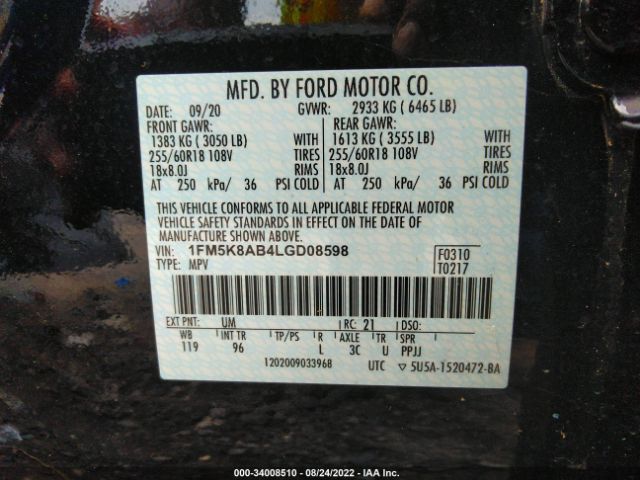 MFD. BY FORD MOTOR CO.
DATE: 09/20 GVWR: 2933 KG ( 6465 LB)
FRONT GAWR: REAR GAWR:
1383 KG ( 3050 LB) WITH 1613 KG ( 3555 LB) WITH
255/60R18 108V TIRES 255/60R18 108V TIRES
18x8.0J RIMS 18x8.0J RIMS
AT 250 kPa/ 36 PSI COLD AT 250 kPa/ 36 PSI COLD
THIS VEHICLE CONFORMS TO ALL APPLICABLE FEDERAL MOTOR
VEHICLE SAFETY STANDARDS IN EFFECT ON THE DATE OF
MANUFACTURE SHOWN ABOVE.
VIN: 1FM5K8AB4LGD08598 F0310
TYPE: MPV T0217
EXT PNT: UM RC: 21 DSO:
WB INT TR TP/PS R AXLE TR SPR
119 96 L 3C U PPJJ
1202009033968 UTC ▽ 5U5A-1520472-BA
000-34008510 - 08/24/2022 - IAA Inc.